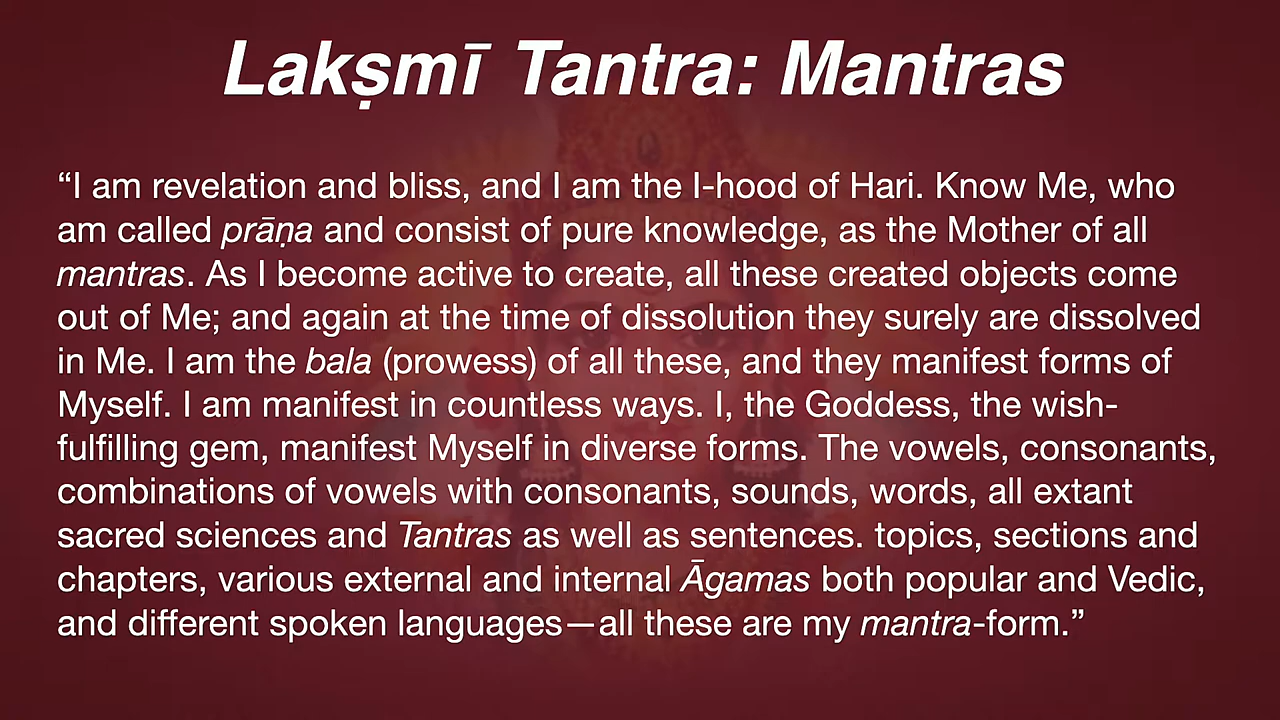 Lakṣmī Tantra: Mantras
“I am revelation and bliss, and I am the I-hood of Hari. Know Me, who
am called prāṇa and consist of pure knowledge, as the Mother of all
mantras. As I become active to create, all these created objects come
out of Me; and again at the time of dissolution they surely are dissolved
in Me. I am the bala (prowess) of all these, and they manifest forms of
Myself. I am manifest in countless ways. I, the Goddess, the wish-
fulfilling gem, manifest Myself in diverse forms. The vowels, consonants,
combinations of vowels with consonants, sounds, words, all extant
sacred sciences and Tantras as well as sentences. topics, sections and
chapters, various external and internal Āgamas both popular and Vedic,
and different spoken languages—all these are my mantra-form.”